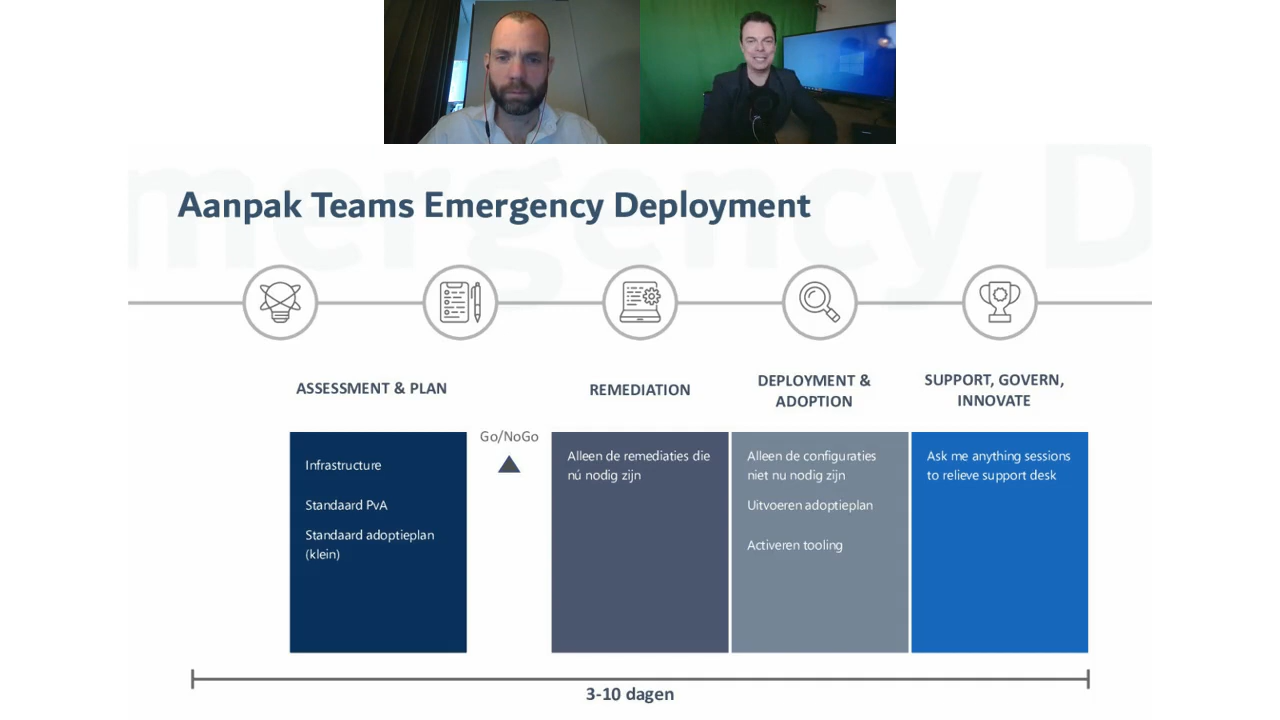 Aanpak Teams Emergency Deployment
ASSESSMENT & PLAN
REMEDIATION
DEPLOYMENT &
ADOPTION
SUPPORT, GOVERN,
INNOVATE
Infrastructure
Standaard PvA
Standaard adoptieplan
(klein)
Go/NoGo
Alleen de remediaties die
nú nodig zijn
Alleen de configuraties
niet nu nodig zijn
Uitvoeren adoptieplan
Activeren tooling
Ask me anything sessions
to relieve support desk
3-10 dagen
mergency D